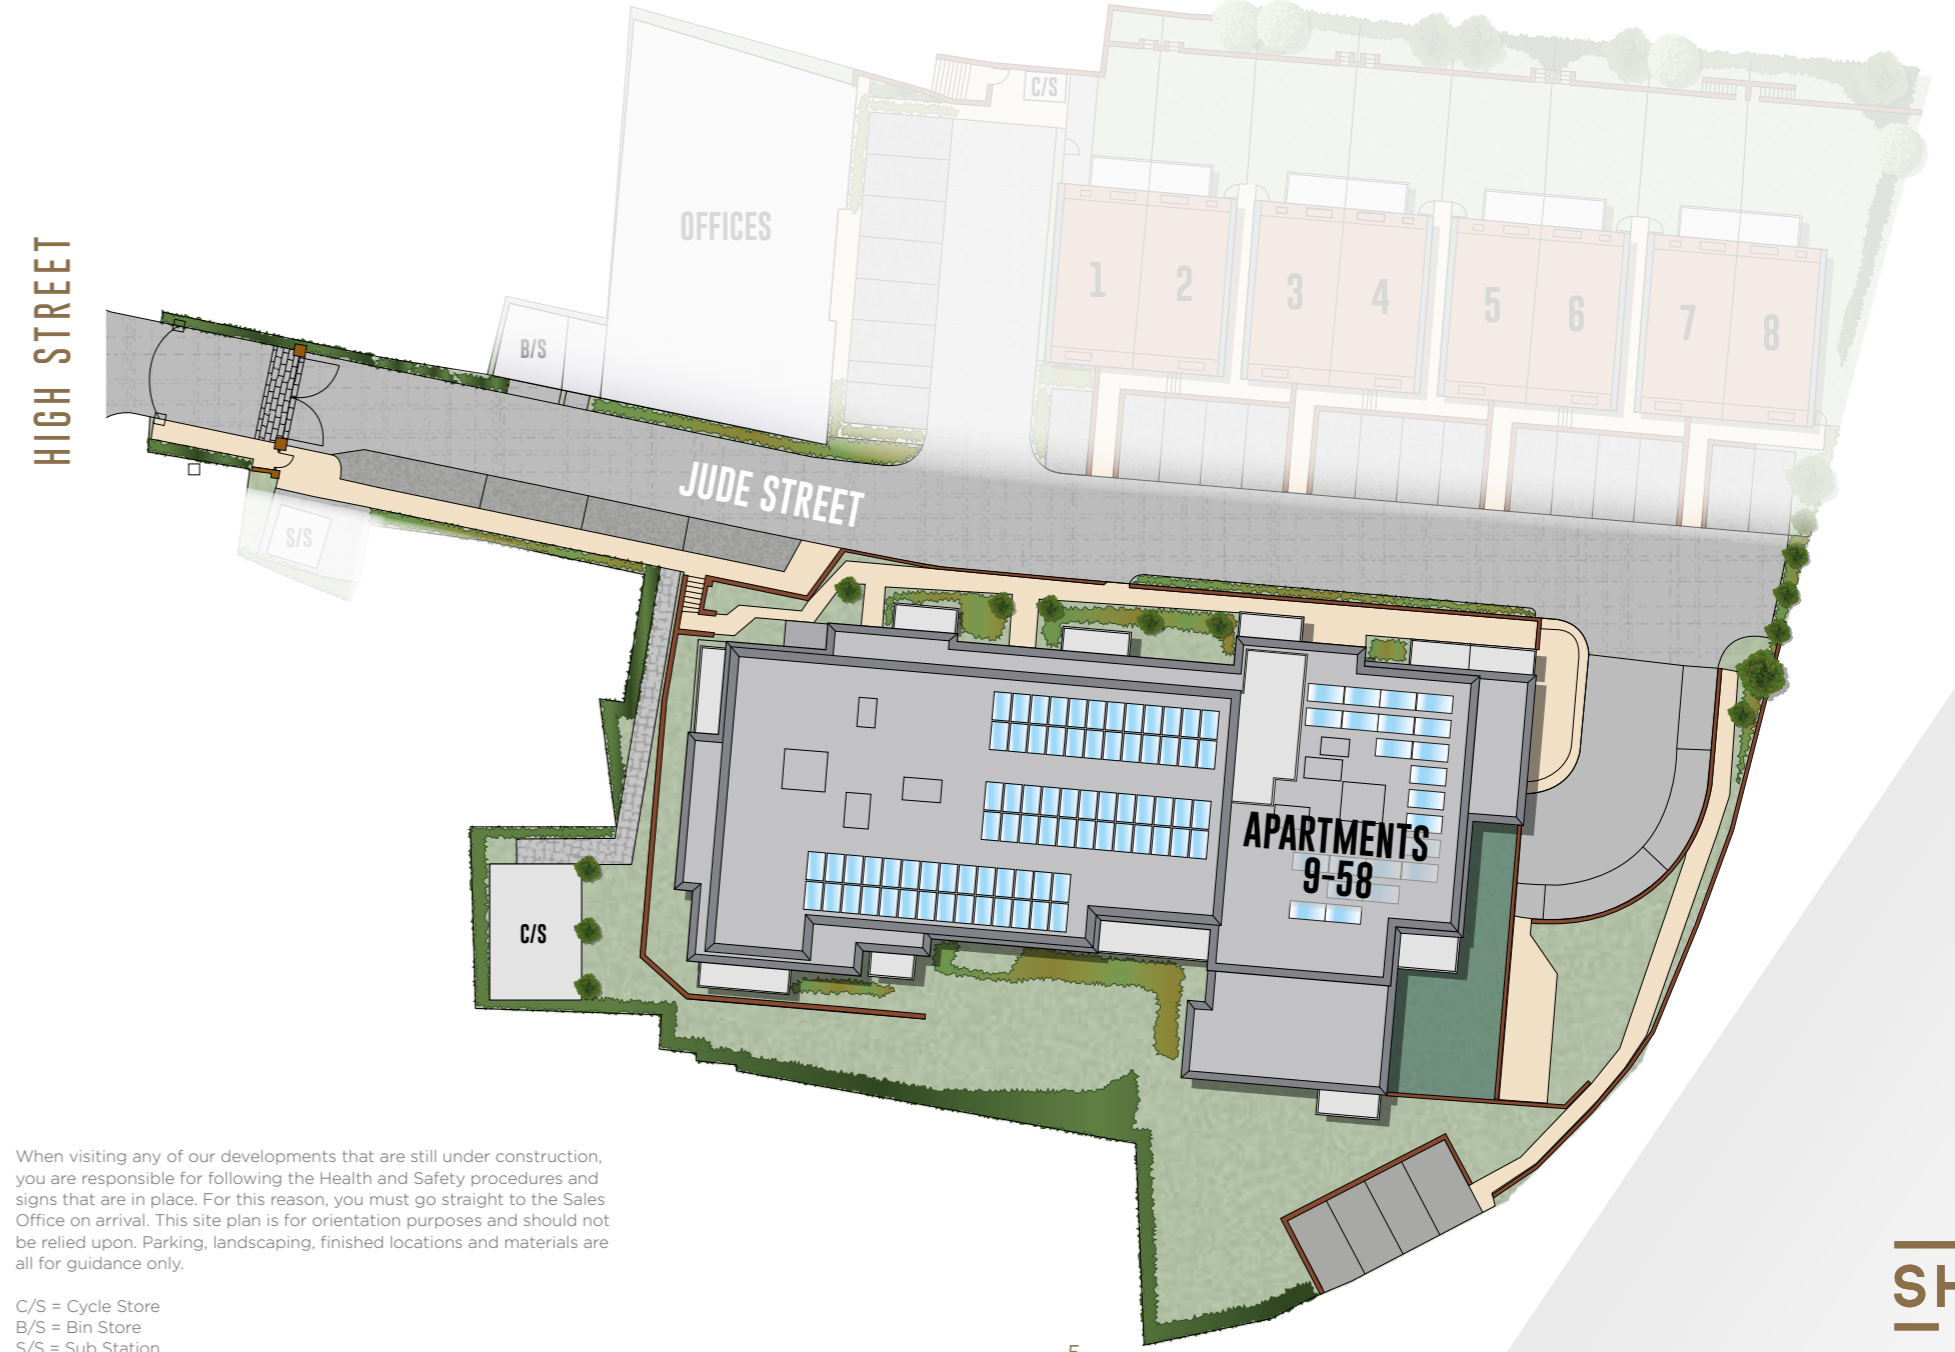 C/S
OFFICES
HIGH STREET
1
2
3
4
5
6
7
8
B/S
JUDE STREET
S/S
APARTMENTS
9-58
C/S
When visiting any of our developments that are still under construction,
you are responsible for following the Health and Safety procedures and
signs that are in place. For this reason, you must go straight to the Sales
Office on arrival. This site plan is for orientation purposes and should not
be relied upon. Parking, landscaping, finished locations and materials are
all for guidance only.
C/S = Cycle Store
B/S = Bin Store
S/S = Sub Station
5
SH